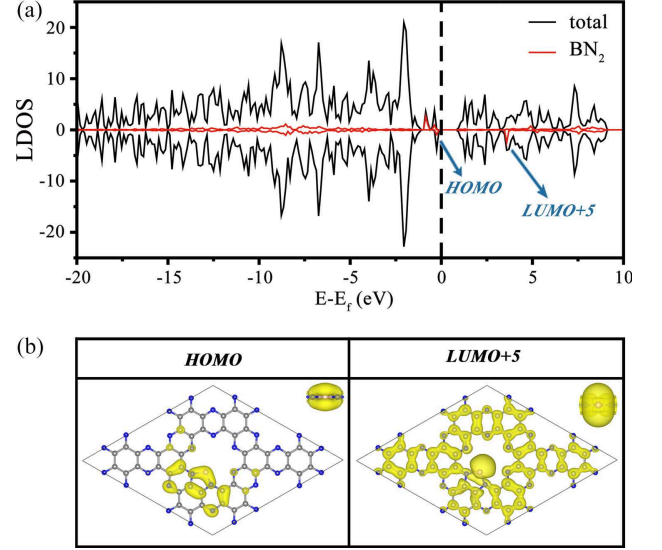 (a)
20
10
0
-10
-20
LDOS
total
BN₂
HOMO
LUMO+5
-20 -15 -10 -5 0 5 10
E-E_f (eV)
(b)
HOMO LUMO+5